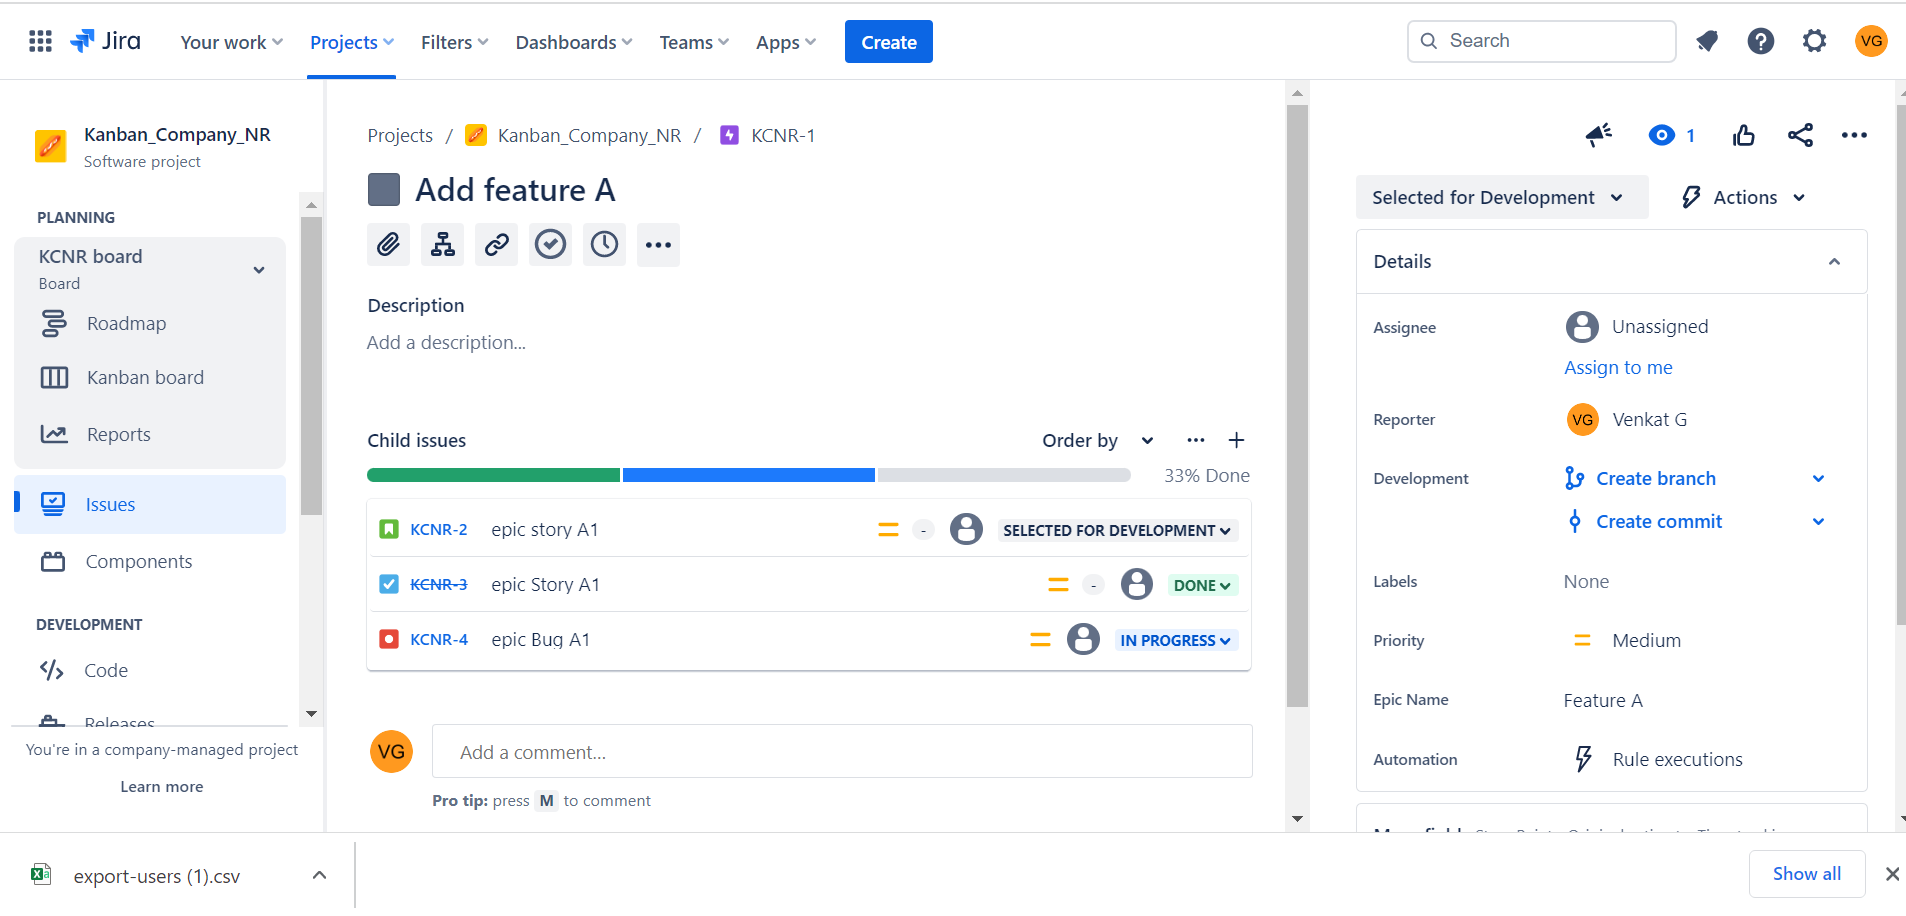 Jira Your work Projects Filters Dashboards Teams Apps Create Search VG
Kanban_Company_NR
Software project
PLANNING
KCNR board
Board
Roadmap
Kanban board
Reports
Issues
Components
DEVELOPMENT
Code
Releases
You're in a company-managed project
Learn more
Projects / Kanban_Company_NR / KCNR-1
Add feature A
Description
Add a description...
Child issues Order by
33% Done
KCNR-2 epic story A1 - SELECTED FOR DEVELOPMENT
KCNR-3 epic Story A1 - DONE
KCNR-4 epic Bug A1 IN PROGRESS
VG Add a comment...
Pro tip: press M to comment
1
Selected for Development Actions
Details
Assignee Unassigned
Assign to me
Reporter VG Venkat G
Development Create branch
Create commit
Labels None
Priority Medium
Epic Name Feature A
Automation Rule executions
export-users (1).csv Show all